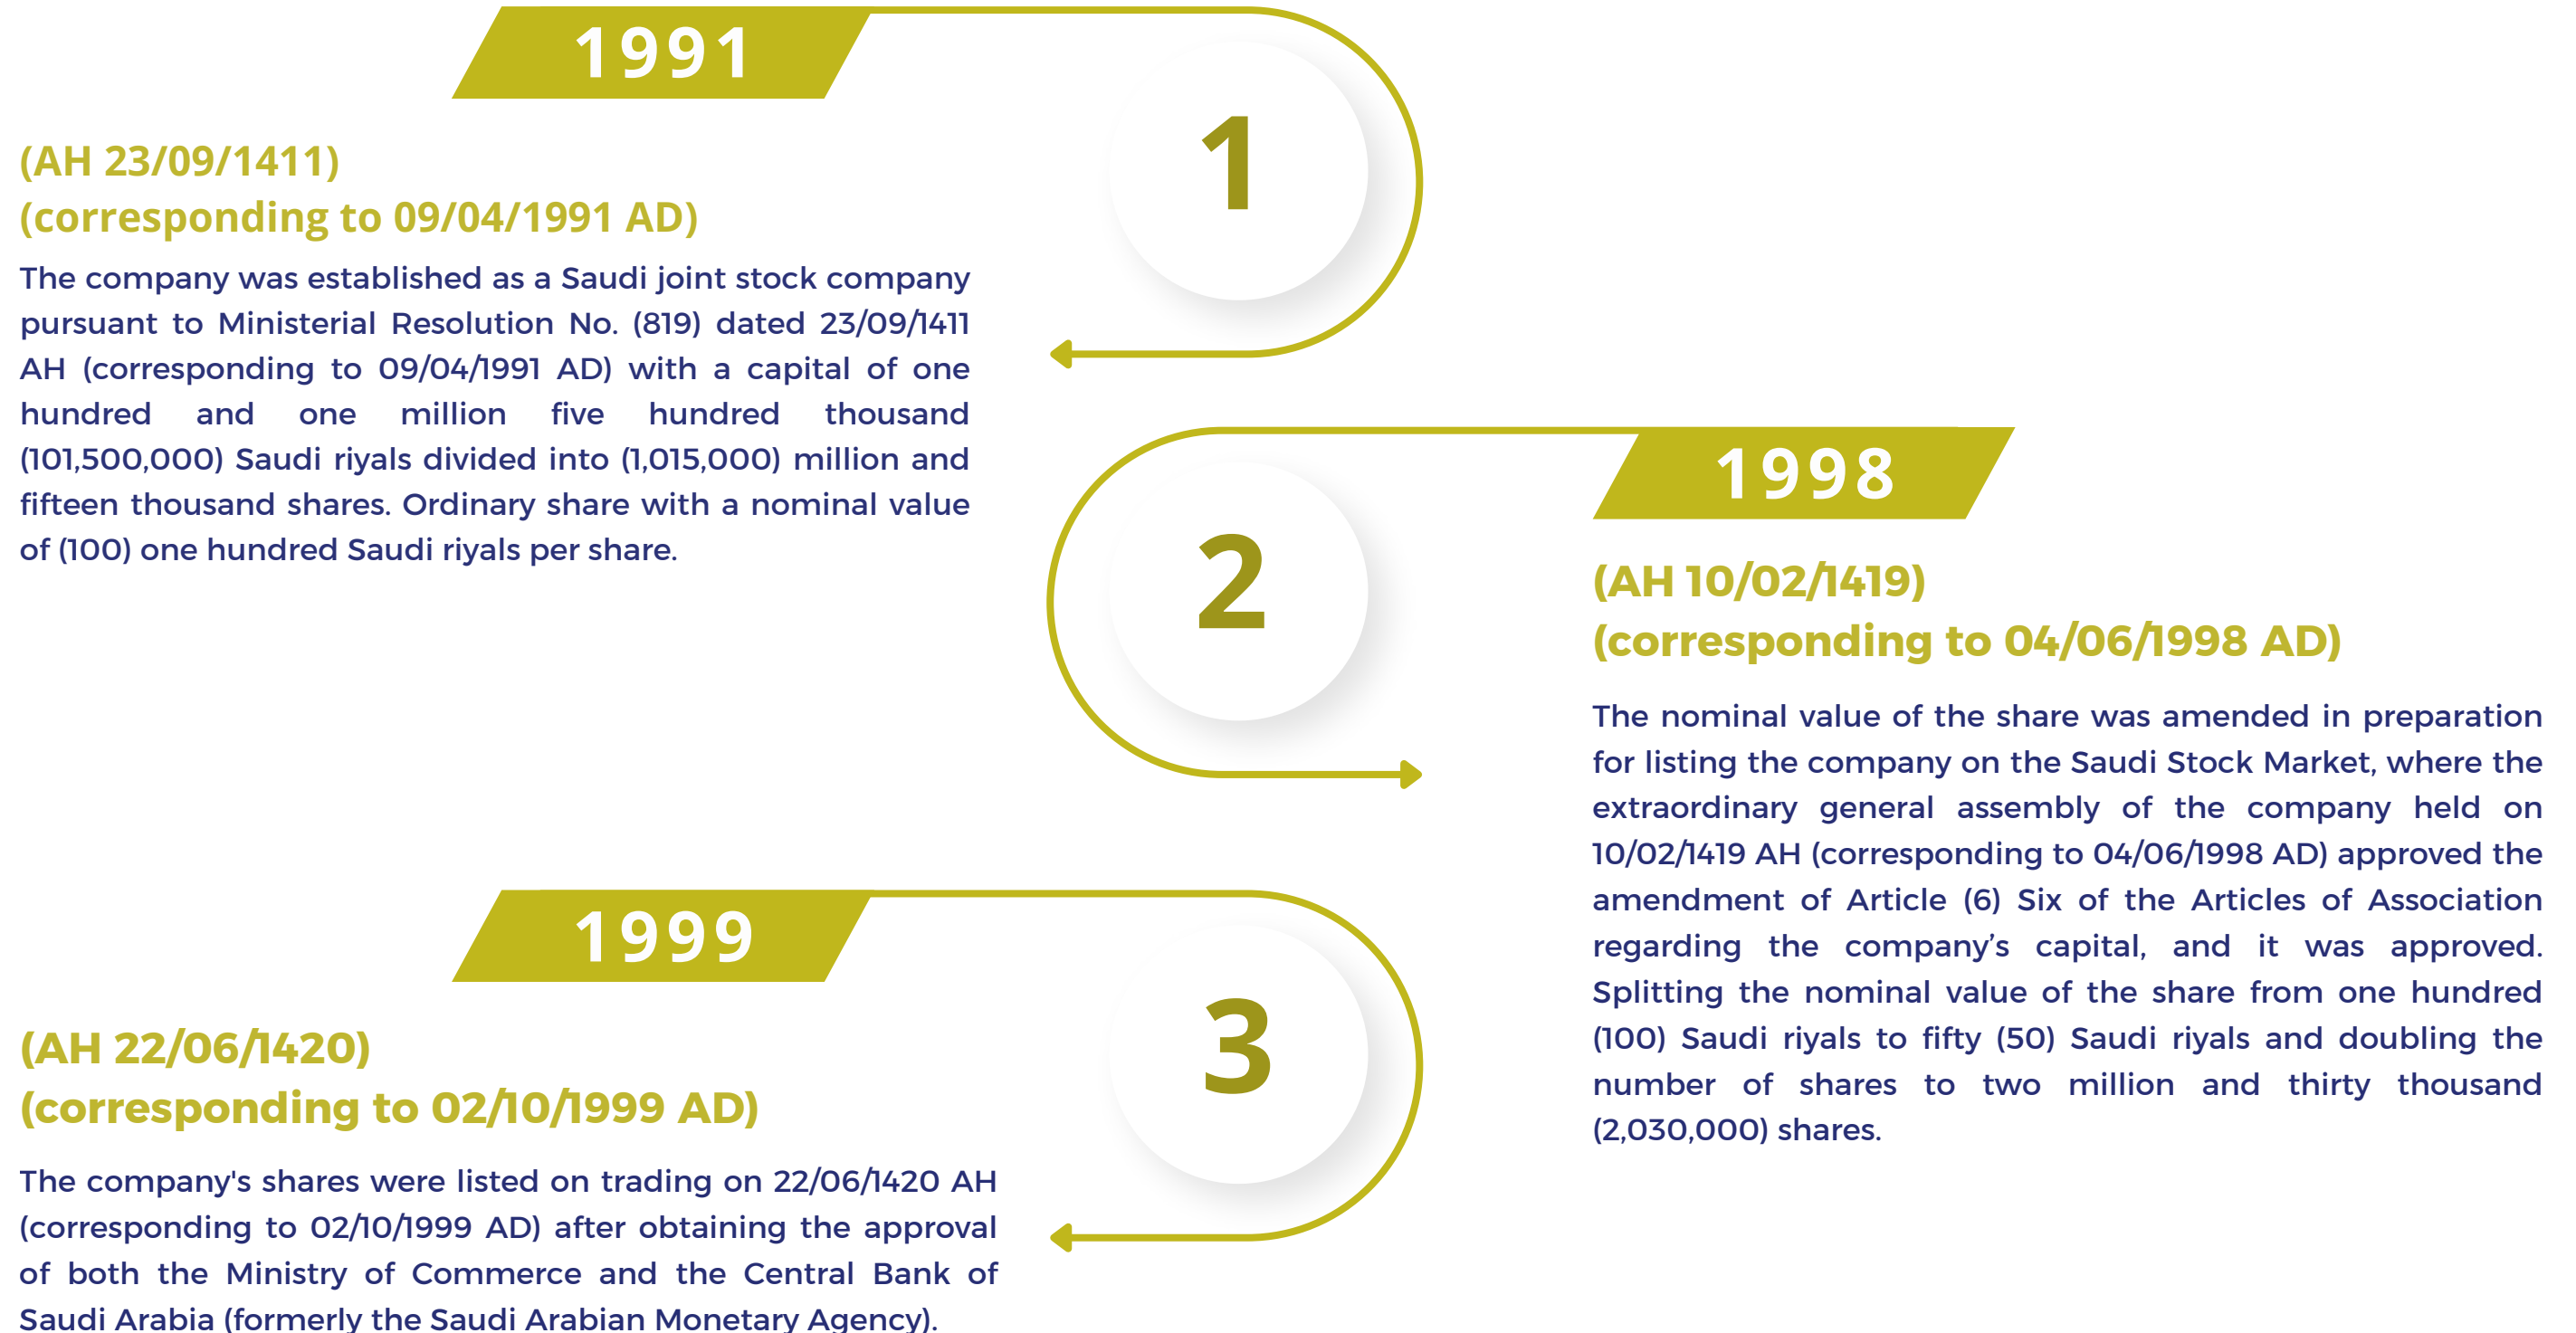 1991
1
(AH 23/09/1411)
(corresponding to 09/04/1991 AD)
The company was established as a Saudi joint stock company
pursuant to Ministerial Resolution No. (819) dated 23/09/1411
AH (corresponding to 09/04/1991 AD) with a capital of one
hundred and one million five hundred thousand
(101,500,000) Saudi riyals divided into (1,015,000) million and
fifteen thousand shares. Ordinary share with a nominal value
of (100) one hundred Saudi riyals per share.
1998
2
(AH 10/02/1419)
(corresponding to 04/06/1998 AD)
The nominal value of the share was amended in preparation
for listing the company on the Saudi Stock Market, where the
extraordinary general assembly of the company held on
10/02/1419 AH (corresponding to 04/06/1998 AD) approved the
amendment of Article (6) Six of the Articles of Association
regarding the company’s capital, and it was approved.
Splitting the nominal value of the share from one hundred
(100) Saudi riyals to fifty (50) Saudi riyals and doubling the
number of shares to two million and thirty thousand
(2,030,000) shares.
1999
3
(AH 22/06/1420)
(corresponding to 02/10/1999 AD)
The company's shares were listed on trading on 22/06/1420 AH
(corresponding to 02/10/1999 AD) after obtaining the approval
of both the Ministry of Commerce and the Central Bank of
Saudi Arabia (formerly the Saudi Arabian Monetary Agency).